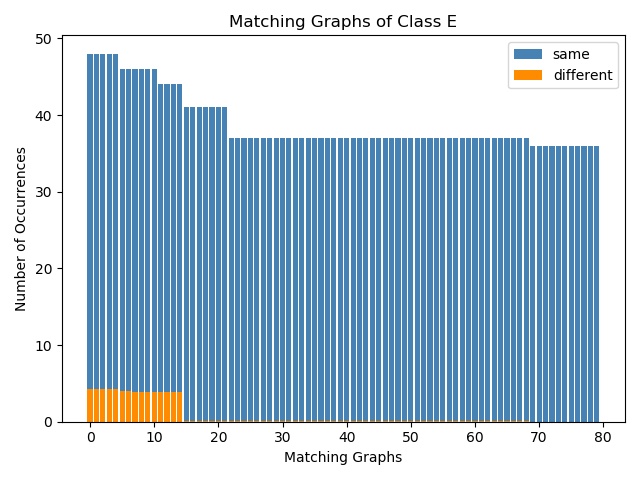 Matching Graphs of Class E
same
different
Number of Occurrences
50
40
30
20
10
0
0 10 20 30 40 50 60 70 80
Matching Graphs